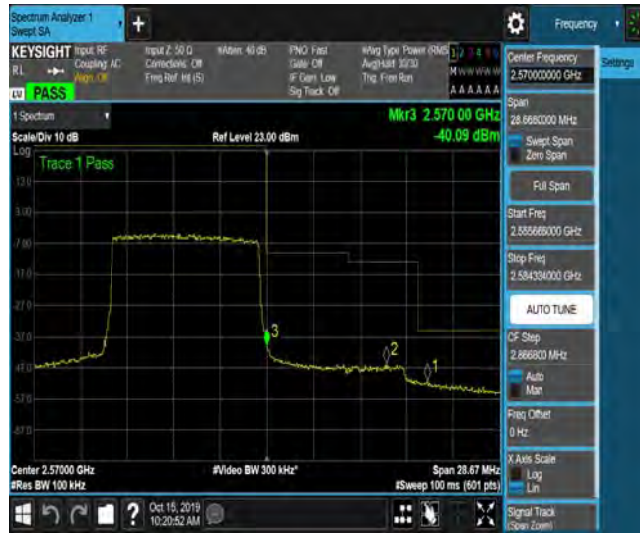 Spectrum Analyzer 1
Swept SA
+
Frequency
KEYSIGHT
RL
Input: RF
Coupling: AC
Align: Off
Input Z: 50 Ω
Corrections: Off
Freq Ref: Int (S)
#Atten: 40 dB
PNO: Fast
Gate: Off
IF Gain: Low
Sig Track: Off
#Avg Type: Power (RMS
Avg|Hold: 30/30
Trig: Free Run
M W W W W W
A A A A A A
LV PASS
Settings
1 Spectrum
Scale/Div 10 dB
Log
Ref Level 23.00 dBm
Mkr3 2.570 00 GHz
-40.09 dBm
Trace 1 Pass
13.0
3.00
-7.00
-17.0
-27.0
-37.0
-47.0
-57.0
-67.0
3
2
1
Center 2.57000 GHz
#Res BW 100 kHz
#Video BW 300 kHz*
Span 28.67 MHz
#Sweep 100 ms (601 pts)
Center Frequency
2.570000000 GHz
Span
28.6680000 MHz
Swept Span
Zero Span
Full Span
Start Freq
2.555666000 GHz
Stop Freq
2.584334000 GHz
AUTO TUNE
CF Step
2.866800 MHz
Auto
Man
Freq Offset
0 Hz
X Axis Scale
Log
Lin
Signal Track
(Span Zoom)
?
Oct 15, 2019
10:20:52 AM